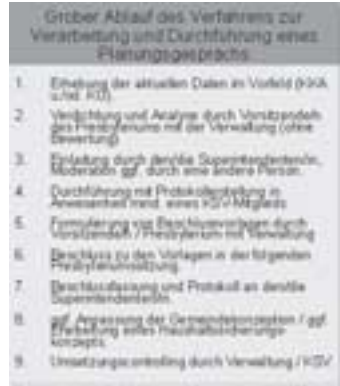 Grober Ablauf des Verfahrens zur
Verarbeitung und Durchführung eines
Planungsgesprächs
1. Erhebung der aktuellen Daten im Vorfeld (KKA
u./od. KÖ).
2. Verdichtung und Analyse durch Vorsitzende/n
des Presbyteriums mit der Verwaltung (ohne
Bewertung)
3. Einladung durch den/die Superintendenten/in,
Moderation ggf. durch eine andere Person.
4. Durchführung mit Protokollerstellung in
Anwesenheit mind. eines KSV-Mitglieds
5. Formulierung von Beschlussvorlagen durch
Vorsitzende/n / Presbyterium mit Verwaltung
6. Beschluss zu den Vorlagen in der folgenden
Presbyteriumssitzung.
7. Beschlussfassung und Protokoll an den/die
Superintendenten/in.
8. ggf. Anpassung der Gemeindekonzeption / ggf.
Erarbeitung eines Haushaltssicherungs-
konzepts.
9. Umsetzungscontrolling durch Verwaltung / KSV